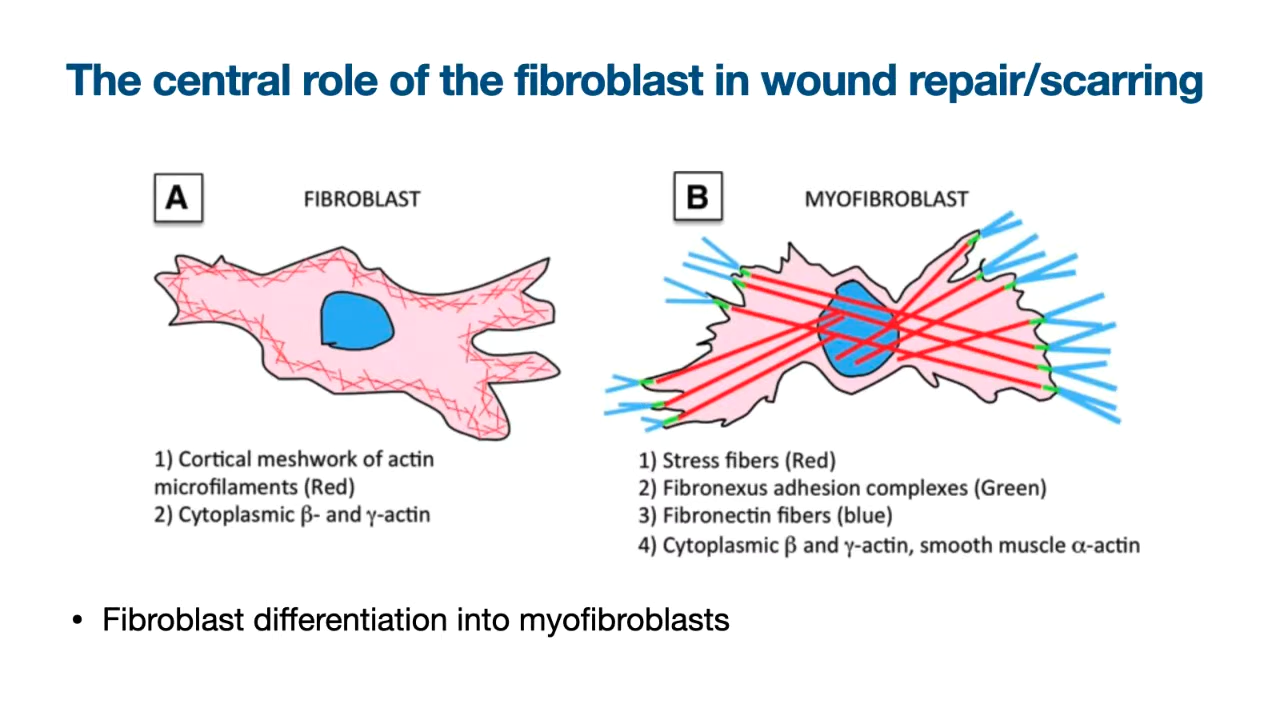 The central role of the fibroblast in wound repair/scarring
A
FIBROBLAST
1) Cortical meshwork of actin
microfilaments (Red)
2) Cytoplasmic β- and γ-actin
B
MYOFIBROBLAST
1) Stress fibers (Red)
2) Fibronexus adhesion complexes (Green)
3) Fibronectin fibers (blue)
4) Cytoplasmic β and γ-actin, smooth muscle α-actin
• Fibroblast differentiation into myofibroblasts